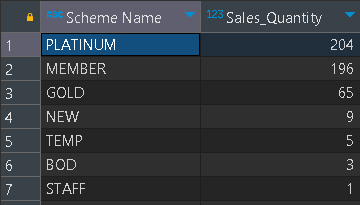 ABC Scheme Name 123 Sales_Quantity
1 PLATINUM 204
2 MEMBER 196
3 GOLD 65
4 NEW 9
5 TEMP 5
6 BOD 3
7 STAFF 1